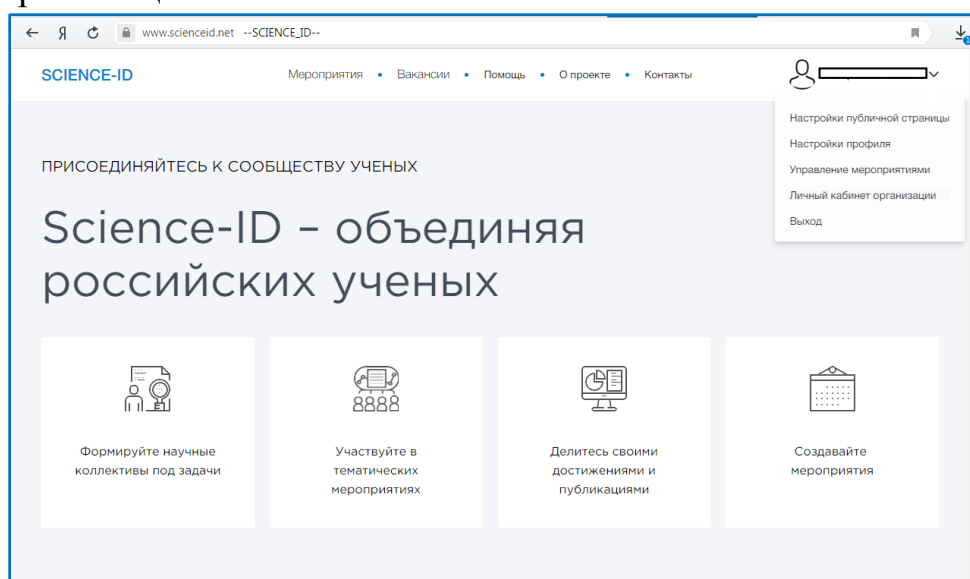 www.scienceid.net --SCIENCE_ID--
SCIENCE-ID
Мероприятия • Вакансии • Помощь • О проекте • Контакты
Настройки публичной страницы
Настройки профиля
Управление мероприятиями
Личный кабинет организации
Выход
ПРИСОЕДИНЯЙТЕСЬ К СООБЩЕСТВУ УЧЕНЫХ
Science-ID – объединяя
российских ученых
Формируйте научные
коллективы под задачи
Участвуйте в
тематических
мероприятиях
Делитесь своими
достижениями и
публикациями
Создавайте
мероприятия